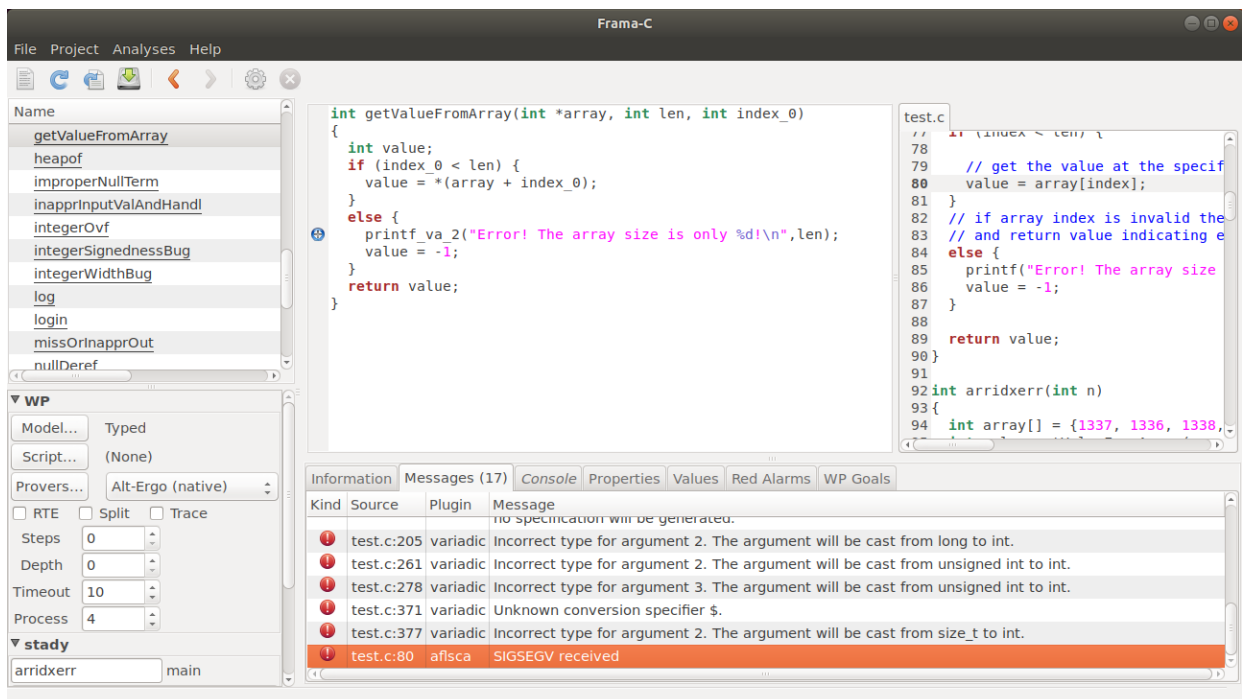 Frama-C
File Project Analyses Help
Name
getValueFromArray
heapof
improperNullTerm
inapprInputValAndHandl
integerOvf
integerSignednessBug
integerWidthBug
log
login
missOrInapprOut
nullDeref
WP
Model... Typed
Script... (None)
Provers... Alt-Ergo (native)
RTE Split Trace
Steps 0
Depth 0
Timeout 10
Process 4
stady
arridxerr main
int getValueFromArray(int *array, int len, int index_0)
{
int value;
if (index_0 < len) {
value = *(array + index_0);
}
else {
printf_va_2("Error! The array size is only %d!\n",len);
value = -1;
}
return value;
}
test.c
77 if (index < len) {
78
79 // get the value at the specif
80 value = array[index];
81 }
82 // if array index is invalid the
83 // and return value indicating e
84 else {
85 printf("Error! The array size
86 value = -1;
87 }
88
89 return value;
90 }
91
92 int arridxerr(int n)
93 {
94 int array[] = {1337, 1336, 1338,
Information Messages (17) Console Properties Values Red Alarms WP Goals
Kind Source Plugin Message
no specification will be generated.
test.c:205 variadic Incorrect type for argument 2. The argument will be cast from long to int.
test.c:261 variadic Incorrect type for argument 2. The argument will be cast from unsigned int to int.
test.c:278 variadic Incorrect type for argument 3. The argument will be cast from unsigned int to int.
test.c:371 variadic Unknown conversion specifier $.
test.c:377 variadic Incorrect type for argument 2. The argument will be cast from size_t to int.
test.c:80 aflsca SIGSEGV received